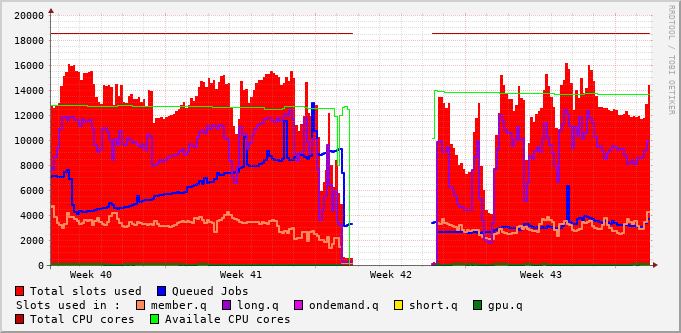 20000
18000
16000
14000
12000
10000
8000
6000
4000
2000
0
Week 40 Week 41 Week 42 Week 43
RRDTOOL / TOBI OETIKER
Total slots used Queued Jobs
Slots used in : member.q long.q ondemand.q short.q gpu.q
Total CPU cores Availale CPU cores